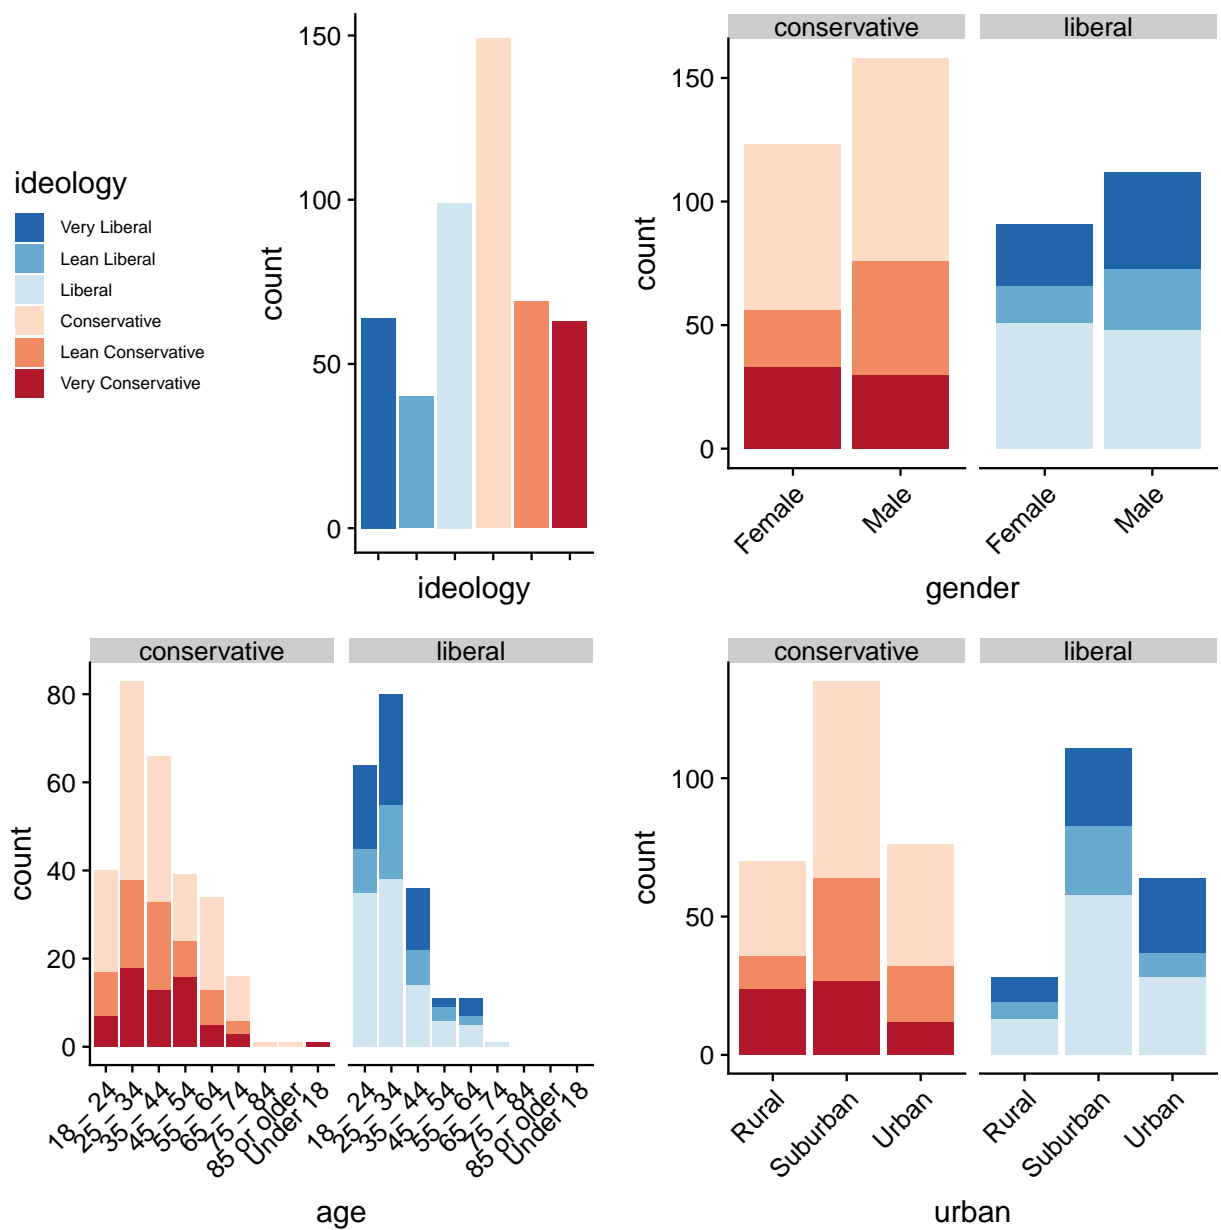 ideology
Very Liberal
Lean Liberal
Liberal
Conservative
Lean Conservative
Very Conservative
150
100
50
0
count
ideology
conservative
liberal
150
100
50
0
count
Female
Male
Female
Male
gender
conservative
liberal
80
60
40
20
0
count
18 – 24
25 – 34
35 – 44
45 – 54
55 – 64
65 – 74
75 – 84
85 or older
Under 18
18 – 24
25 – 34
35 – 44
45 – 54
55 – 64
65 – 74
75 – 84
85 or older
Under 18
age
conservative
liberal
100
50
0
count
Rural
Suburban
Urban
Rural
Suburban
Urban
urban